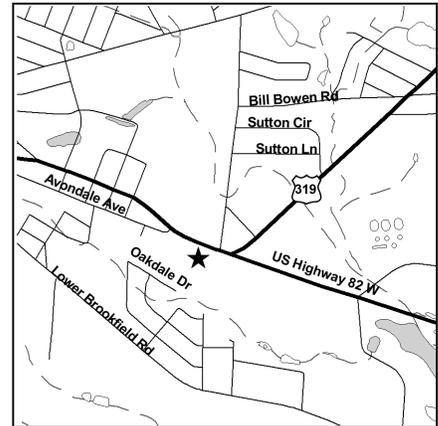 Bill Bowen Rd
Sutton Cir
Sutton Ln
319
Avondale Ave
Oakdale Dr
US Highway 82 W
Lower Brookfield Rd